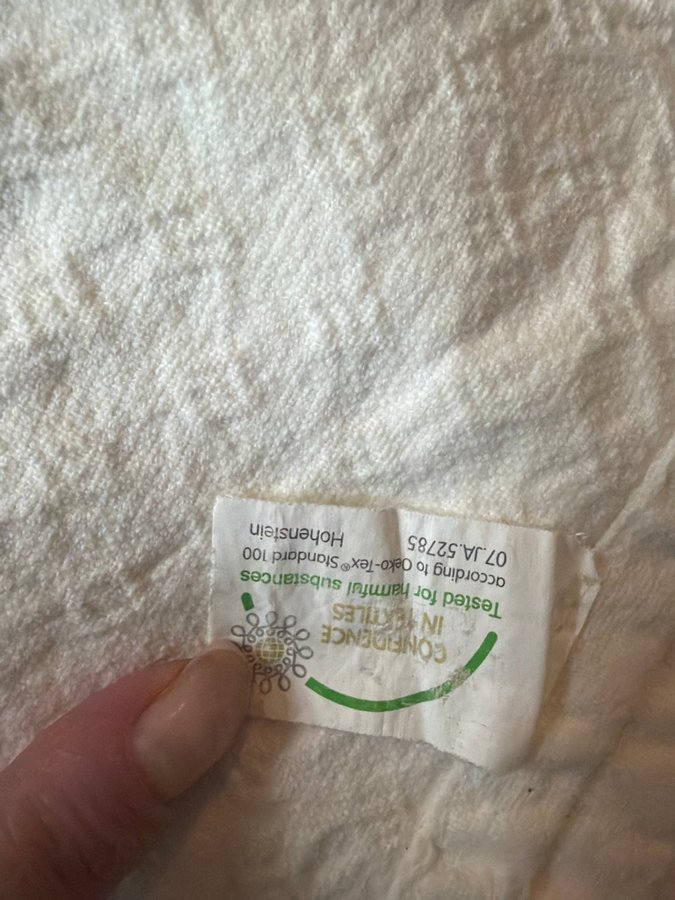 CONFIDENCE
IN TEXTILES
Tested for harmful substances
according to Oeko-Tex® Standard 100
07.JA.52785 Hohenstein